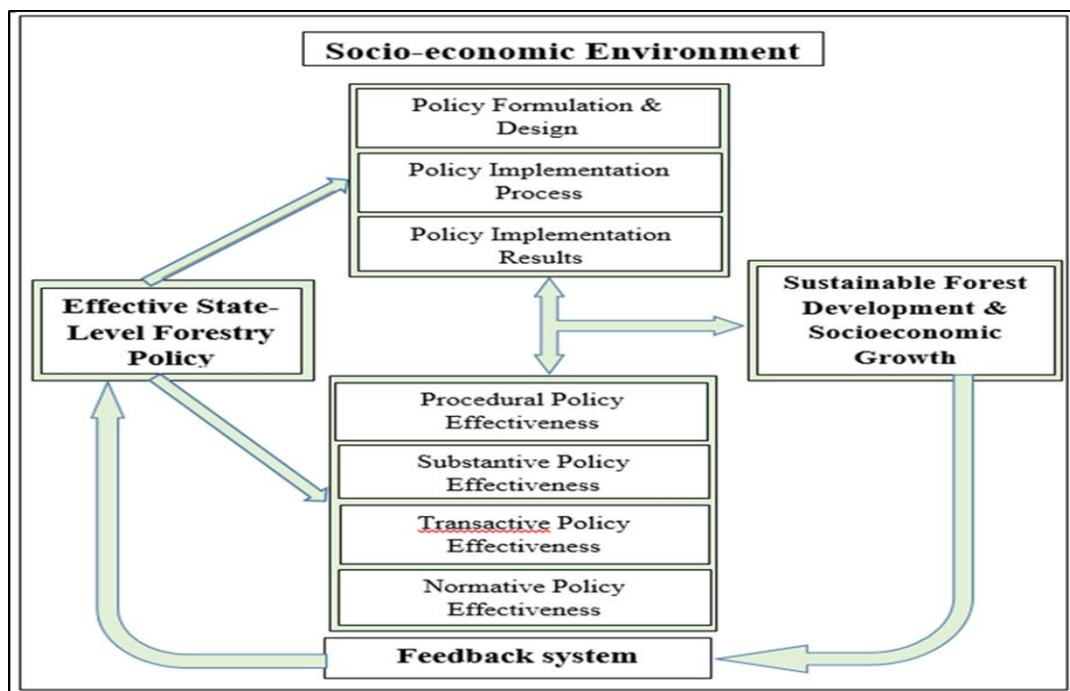 Socio-economic Environment
Policy Formulation &
Design
Policy Implementation
Process
Policy Implementation
Results
Effective State-
Level Forestry
Policy
Sustainable Forest
Development &
Socioeconomic
Growth
Procedural Policy
Effectiveness
Substantive Policy
Effectiveness
Transactive Policy
Effectiveness
Normative Policy
Effectiveness
Feedback system